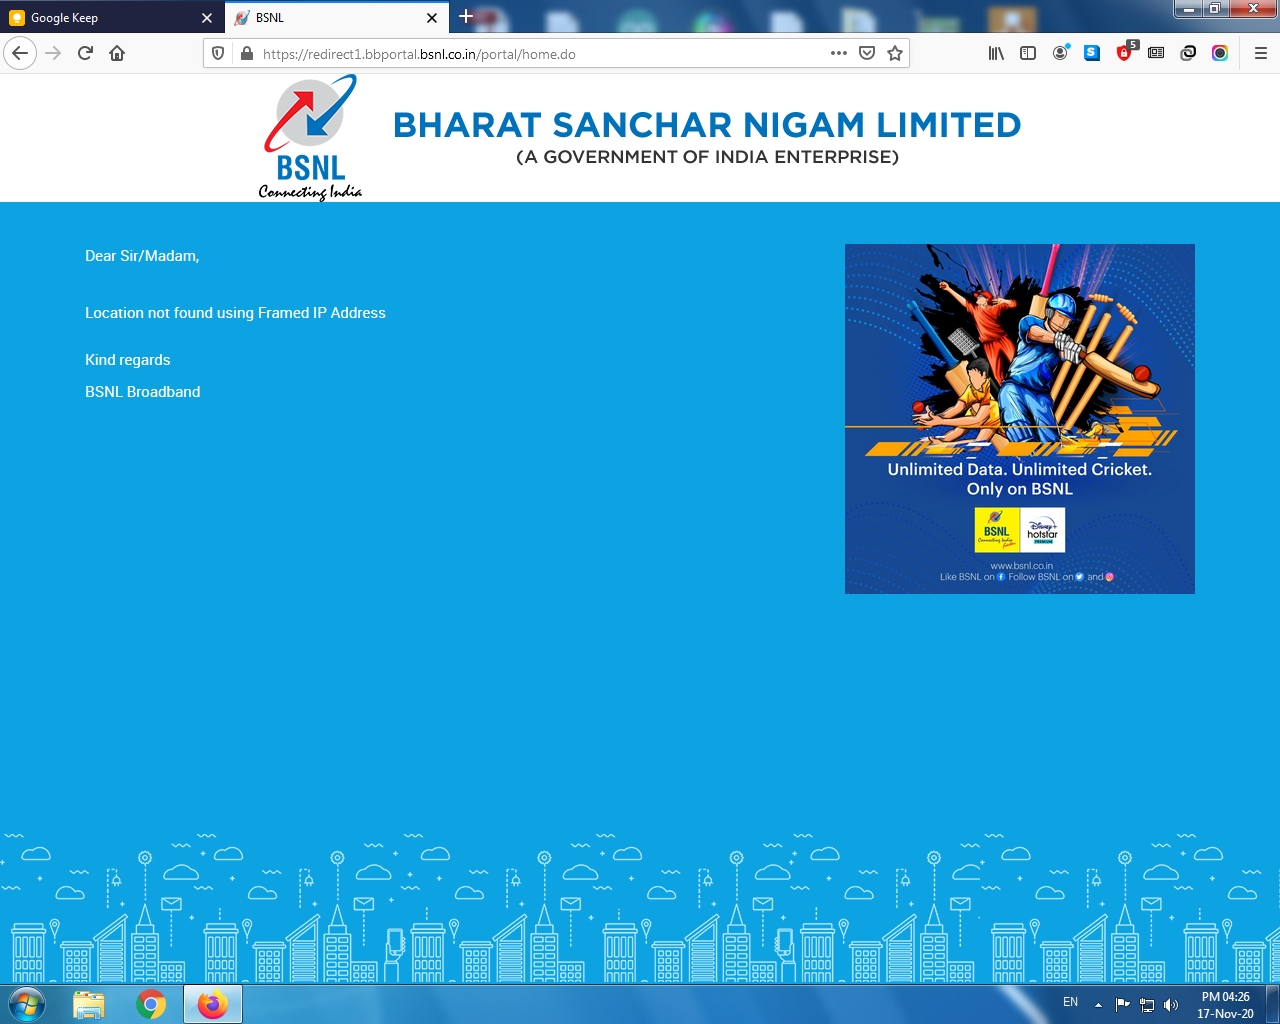 Google Keep
BSNL
https://redirect1.bbportal.bsnl.co.in/portal/home.do
5
BSNL
Connecting India
BHARAT SANCHAR NIGAM LIMITED
(A GOVERNMENT OF INDIA ENTERPRISE)
Dear Sir/Madam,
Location not found using Framed IP Address
Kind regards
BSNL Broadband
Unlimited Data. Unlimited Cricket.
Only on BSNL
BSNL
Connecting India
Disney+
hotstar
PREMIUM
www.bsnl.co.in
Like BSNL on Follow BSNL on and
EN
PM 04:26
17-Nov-20